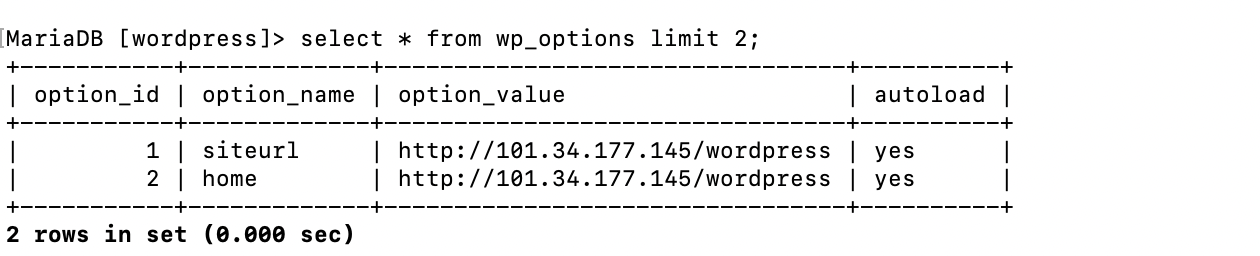 [MariaDB [wordpress]> select * from wp_options limit 2;
+-----------+-------------+---------------------------------+----------+
| option_id | option_name | option_value                    | autoload |
+-----------+-------------+---------------------------------+----------+
|         1 | siteurl     | http://101.34.177.145/wordpress | yes      |
|         2 | home        | http://101.34.177.145/wordpress | yes      |
+-----------+-------------+---------------------------------+----------+
2 rows in set (0.000 sec)